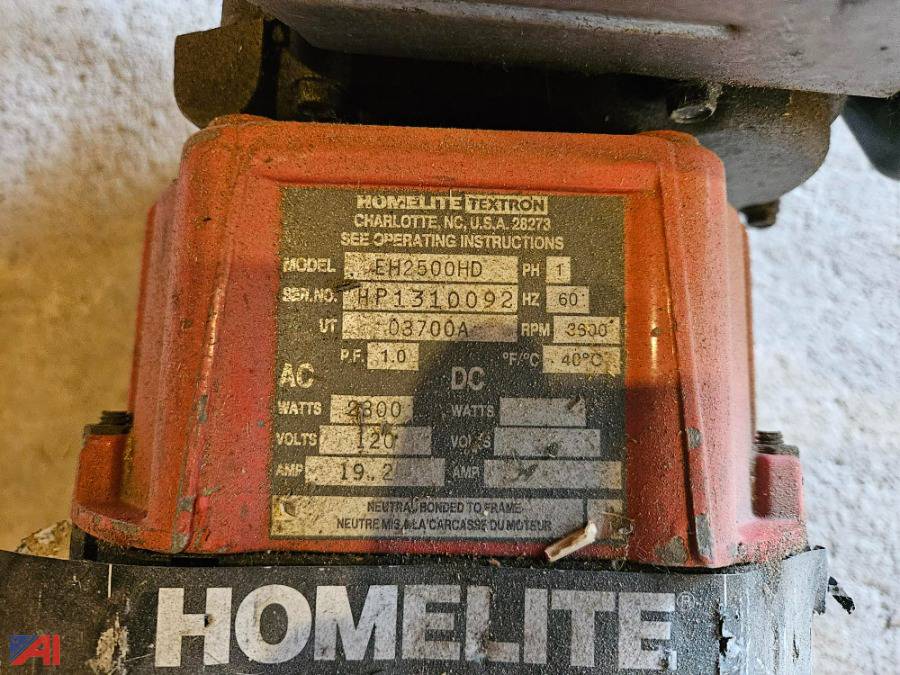 HOMELITE TEXTRON
CHARLOTTE, NC, U.S.A. 28273
SEE OPERATING INSTRUCTIONS
MODEL EH2500HD PH 1
SER.NO. HP1310092 HZ 60
UT 03700A RPM 3600
P.F. 1.0 °F/°C 40°C
AC DC
WATTS 2300 WATTS
VOLTS 120 VOLTS
AMP 19.2 AMP
NEUTRAL BONDED TO FRAME
NEUTRE MIS A LA CARCASSE DU MOTEUR
HOMELITE®
AI